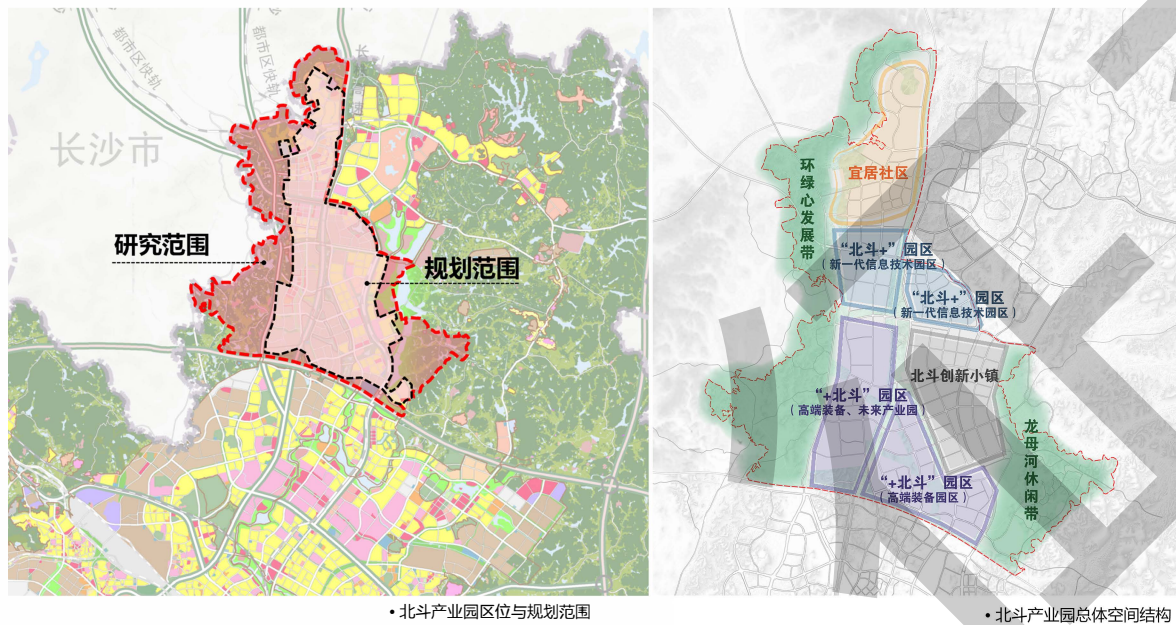 都市区快轨
都市区快轨
长
长沙市
研究范围
规划范围
• 北斗产业园区位与规划范围
环绿心发展带
宜居社区
“北斗+”园区
（新一代信息技术园区）
“北斗+”园区
（新一代信息技术园区）
北斗创新小镇
“+北斗”园区
（高端装备、未来产业园）
“+北斗”园区
（高端装备园区）
龙母河休闲带
• 北斗产业园总体空间结构